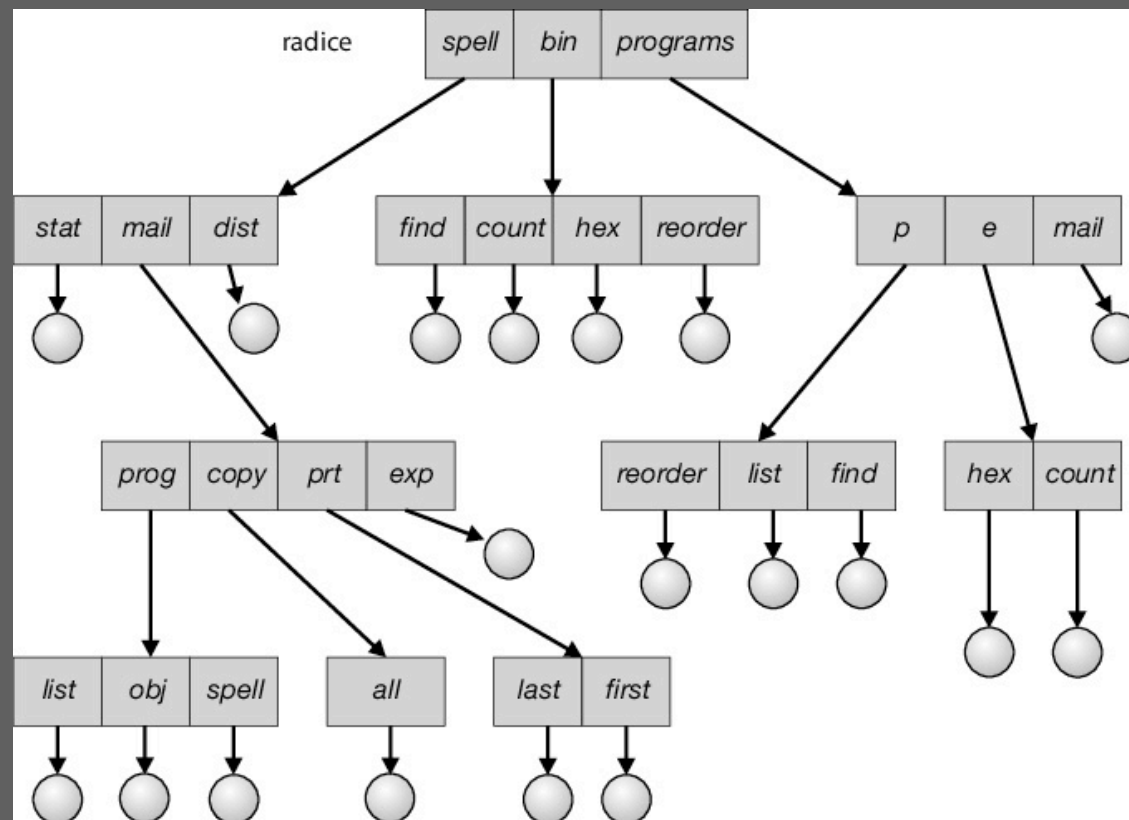 radice spell bin programs
stat mail dist find count hex reorder p e mail
prog copy prt exp reorder list find hex count
list obj spell all last first